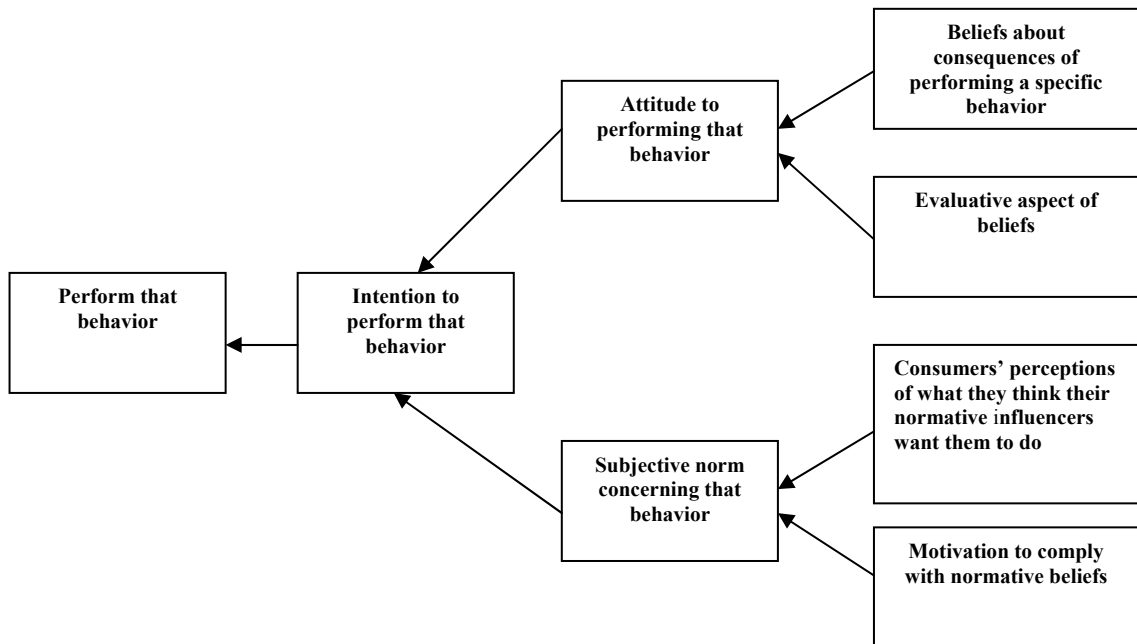 Beliefs about
consequences of
performing a specific
behavior
Attitude to
performing that
behavior
Evaluative aspect of
beliefs
Perform that
behavior
Intention to
perform that
behavior
Consumers’ perceptions
of what they think their
normative influencers
want them to do
Subjective norm
concerning that
behavior
Motivation to comply
with normative beliefs